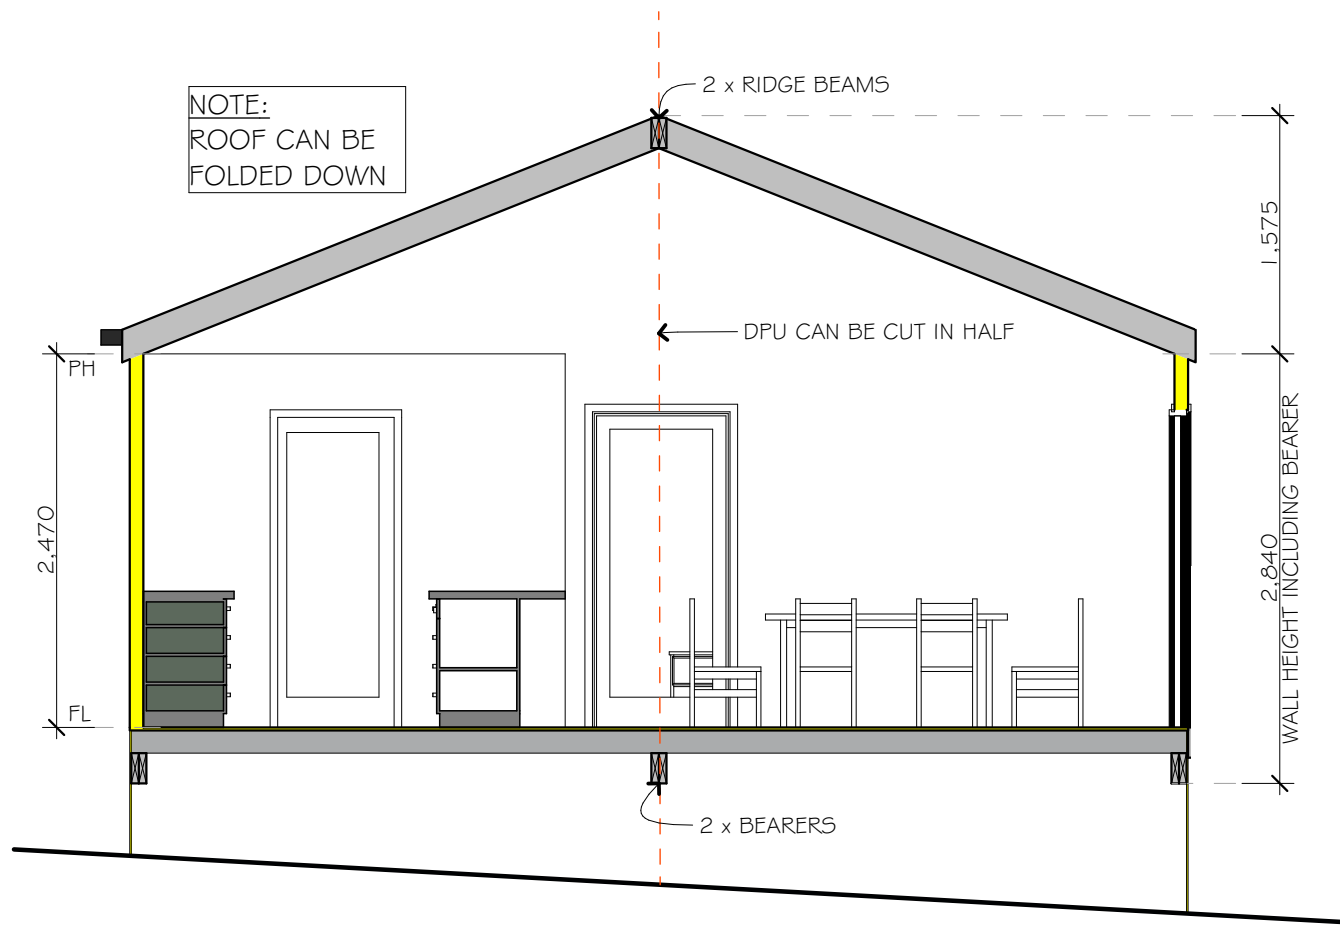 2 x RIDGE BEAMS
NOTE:
ROOF CAN BE
FOLDED DOWN
1,575
DPU CAN BE CUT IN HALF
PH
2,470
2,840
WALL HEIGHT INCLUDING BEARER
FL
2 x BEARERS